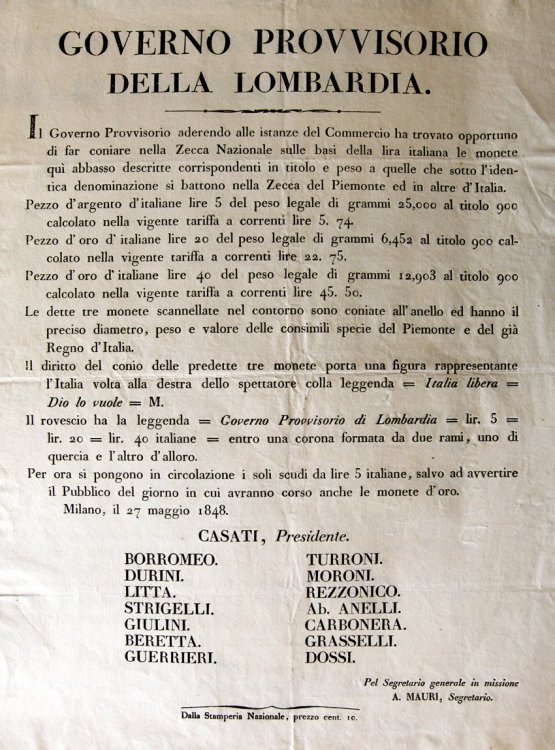 GOVERNO PROVVISORIO
DELLA LOMBARDIA.
Il Governo Provvisorio aderendo alle istanze del Commercio ha trovato opportuno
di far coniare nella Zecca Nazionale sulle basi della lira italiana le monete
quì abbasso descritte corrispondenti in titolo e peso a quelle che sotto l'iden-
tica denominazione si battono nella Zecca del Piemonte ed in altre d'Italia.
Pezzo d'argento d'italiane lire 5 del peso legale di grammi 25,000 al titolo 900
calcolato nella vigente tariffa a correnti lire 5. 74.
Pezzo d'oro d'italiane lire 20 del peso legale di grammi 6,452 al titolo 900 cal-
colato nella vigente tariffa a correnti lire 22. 75.
Pezzo d'oro d'italiane lire 40 del peso legale di grammi 12,903 al titolo 900
calcolato nella vigente tariffa a correnti lire 45. 50.
Le dette tre monete scannellate nel contorno sono coniate all'anello ed hanno il
preciso diametro, peso e valore delle consimili specie del Piemonte e del già
Regno d'Italia.
Il diritto del conio delle predette tre monete porta una figura rappresentante
l'Italia volta alla destra dello spettatore colla leggenda = Italia libera =
Dio lo vuole = M.
Il rovescio ha la leggenda = Governo Provvisorio di Lombardia = lir. 5 =
lir. 20 = lir. 40 italiane = entro una corona formata da due rami, uno di
quercia e l'altro d'alloro.
Per ora si pongono in circolazione i soli scudi da lire 5 italiane, salvo ad avvertire
il Pubblico del giorno in cui avranno corso anche le monete d'oro.
Milano, il 27 maggio 1848.
CASATI, Presidente.
BORROMEO. TURRONI.
DURINI. MORONI.
LITTA. REZZONICO.
STRIGELLI. Ab. ANELLI.
GIULINI. CARBONERA.
BERETTA. GRASSELLI.
GUERRIERI. DOSSI.
Pel Segretario generale in missione
A. MAURI, Segretario.
Dalla Stamperia Nazionale, prezzo cent. 10.